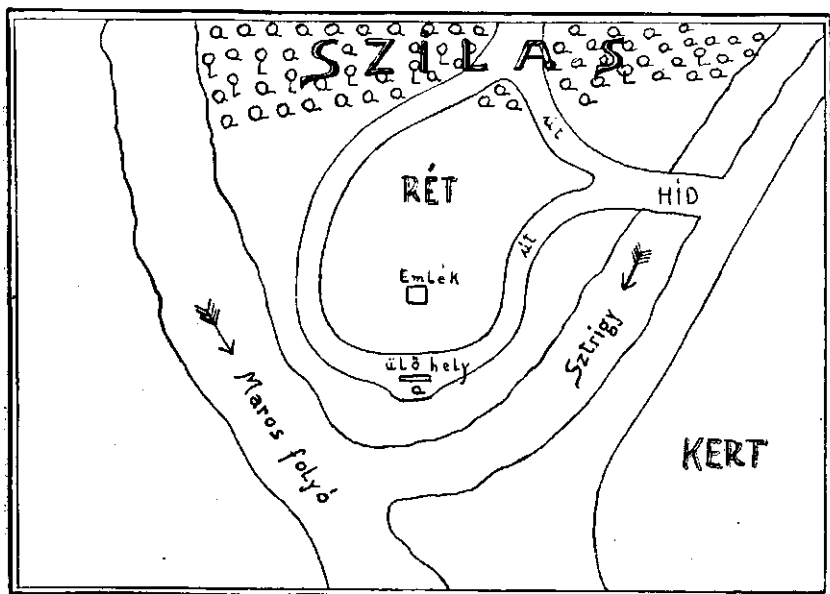 SZILAS
út
RÉT
HÍD
út
Emlék
Sztrigy
ülő hely
Maros folyó
KERT